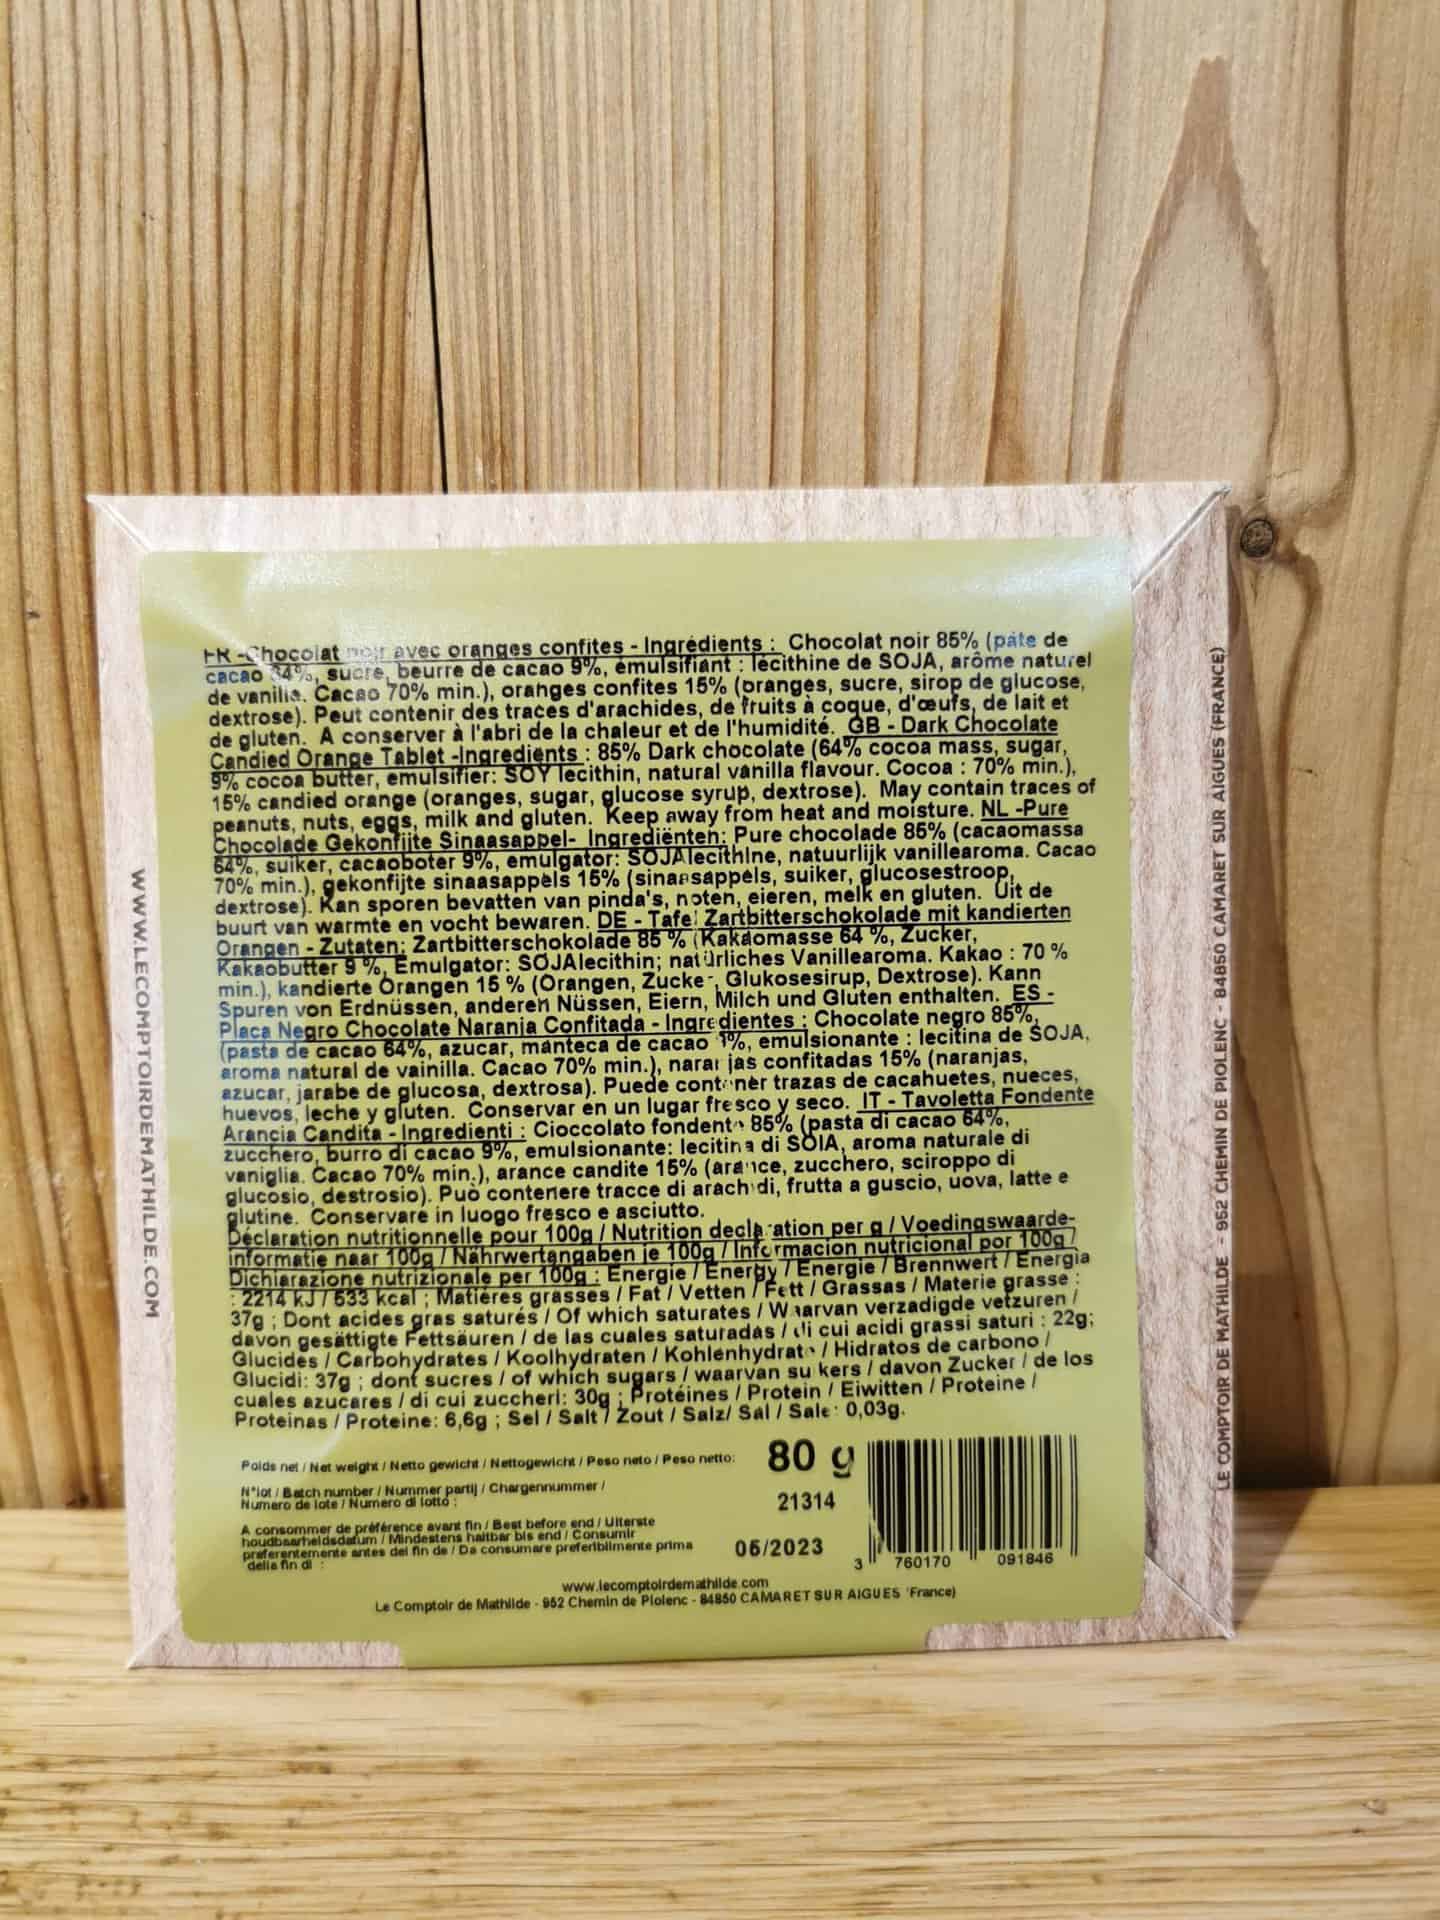 FR -Chocolat noir avec oranges confites - Ingrédients : Chocolat noir 85% (pâte de
cacao 64%, sucre, beurre de cacao 9%, émulsifiant : lécithine de SOJA, arôme naturel
de vanille. Cacao 70% min.), oranges confites 15% (oranges, sucre, sirop de glucose,
dextrose). Peut contenir des traces d'arachides, de fruits à coque, d'œufs, de lait et
de gluten. A conserver à l'abri de la chaleur et de l'humidité. GB - Dark Chocolate
Candied Orange Tablet -Ingredients : 85% Dark chocolate (64% cocoa mass, sugar,
9% cocoa butter, emulsifier: SOY lecithin, natural vanilla flavour. Cocoa : 70% min.),
15% candied orange (oranges, sugar, glucose syrup, dextrose). May contain traces of
peanuts, nuts, eggs, milk and gluten. Keep away from heat and moisture. NL -Pure
Chocolade Gekonfijte Sinaasappel- Ingrediënten: Pure chocolade 85% (cacaomassa
64%, suiker, cacaoboter 9%, emulgator: SOJAlecithine, natuurlijk vanillearoma. Cacao
70% min.), gekonfijte sinaasappels 15% (sinaasappels, suiker, glucosestroop,
dextrose). Kan sporen bevatten van pinda's, noten, eieren, melk en gluten. Uit de
buurt van warmte en vocht bewaren. DE - Tafel Zartbitterschokolade mit kandierten
Orangen - Zutaten: Zartbitterschokolade 85 % (Kakaomasse 64 %, Zucker,
Kakaobutter 9 %, Emulgator: SOJAlecithin; natürliches Vanillearoma. Kakao : 70 %
min.), kandierte Orangen 15 % (Orangen, Zucker, Glukosesirup, Dextrose). Kann
Spuren von Erdnüssen, anderen Nüssen, Eiern, Milch und Gluten enthalten. ES -
Placa Negro Chocolate Naranja Confitada - Ingredientes : Chocolate negro 85%,
(pasta de cacao 64%, azucar, manteca de cacao %, emulsionante : lecitina de SOJA,
aroma natural de vainilla. Cacao 70% min.), naranjas confitadas 15% (naranjas,
azucar, jarabe de glucosa, dextrosa). Puede contener trazas de cacahuetes, nueces,
huevos, leche y gluten. Conservar en un lugar fresco y seco. IT - Tavoletta Fondente
Arancia Candita - Ingredienti : Cioccolato fondente 85% (pasta di cacao 64%,
zucchero, burro di cacao 9%, emulsionante: lecitina di SOIA, aroma naturale di
vaniglia. Cacao 70% min.), arance candite 15% (arance, zucchero, sciroppo di
glucosio, destrosio). Può contenere tracce di arachidi, frutta a guscio, uova, latte e
glutine. Conservare in luogo fresco e asciutto.
Déclaration nutritionnelle pour 100g / Nutrition declaration per g / Voedingswaarde-
informatie naar 100g / Nährwertangaben je 100g / Informacion nutricional por 100g /
Dichiarazione nutrizionale per 100g : Energie / Energy / Energie / Brennwert / Energia
: 2214 kJ / 533 kcal ; Matières grasses / Fat / Vetten / Fett / Grassas / Materie grasse :
37g ; Dont acides gras saturés / Of which saturates / Waarvan verzadigde vetzuren /
davon gesättigte Fettsäuren / de las cuales saturadas / di cui acidi grassi saturi : 22g;
Glucides / Carbohydrates / Koolhydraten / Kohlenhydrate / Hidratos de carbono /
Glucidi: 37g ; dont sucres / of which sugars / waarvan suikers / davon Zucker / de los
cuales azucares / di cui zuccheri: 30g ; Protéines / Protein / Eiwitten / Proteine /
Proteinas / Proteine: 6,6g ; Sel / Salt / Zout / Salz/ Sal / Sale: 0,03g.
Poids net / Net weight / Netto gewicht / Nettogewicht / Peso neto / Peso netto: 80 g
N°lot / Batch number / Nummer partij / Chargennummer /
Numero de lote / Numero di lotto : 21314
A consommer de préférence avant fin / Best before end / Uiterste
houdbaarheidsdatum / Mindestens haltbar bis end / Consumir
preferentemente antes del fin de / Da consumare preferibilmente prima
della fin di : 06/2023
3 760170 091846
www.lecomptoirdemathilde.com
Le Comptoir de Mathilde - 952 Chemin de Piolenc - 84850 CAMARET SUR AIGUES (France)
WWW.LECOMPTOIRDEMATHILDE.COM
LE COMPTOIR DE MATHILDE - 952 CHEMIN DE PIOLENC - 84850 CAMARET SUR AIGUES (FRANCE)